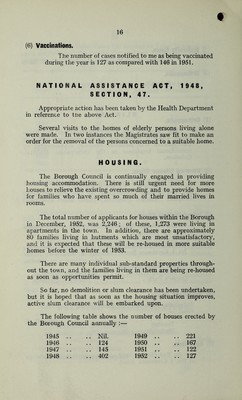 16
(6) Vaccinations.
The number of cases notified to me as being vaccinated
during the year is 127 as compared with 146 in 1951.
NATIONAL ASSISTANCE ACT, 1948,
SECTION, 47.
Appropriate action has been taken by the Health Department
in reference to tne above Act.
Several visits to the homes of elderly persons living alone
were made. In two instances the Magistrates saw fit to make an
order for the removal of the persons concerned to a suitable home.
HOUSING.
The Borough Council is continually engaged in providing
housing accommodation. There is still urgent need for more
houses to relieve the existing overcrowding and to provide homes
for families who have spent so much of their married lives in
rooms.
The total number of applicants for houses within the Borough
in December, 1952, was 2,246 ; of these, 1,273 were living in
apartments in the town. In addition, there are approximately
80 families living in hutments which are most unsatisfactory,
and it is expected that these will be re-housed in more suitable
homes before the winter of 1953.
There are many individual sub-standard properties through-
out the town, and the families living in them are being re-housed
as soon as opportunities permit.
So far, no demolition or slum clearance has been undertaken,
but it is hoped that as soon as the housing situation improves,
active slum clearance will be embarked upon.
The following table shows the number of houses erected by
the Borough Council annually :—
1945 .. .. Nil. 1949 .. .. 221
1946 .. .. 124 1950 .. .. 167
1947 .. .. 145 1951 .. .. 122
1948 .. .. 402 1952 .. .. 127